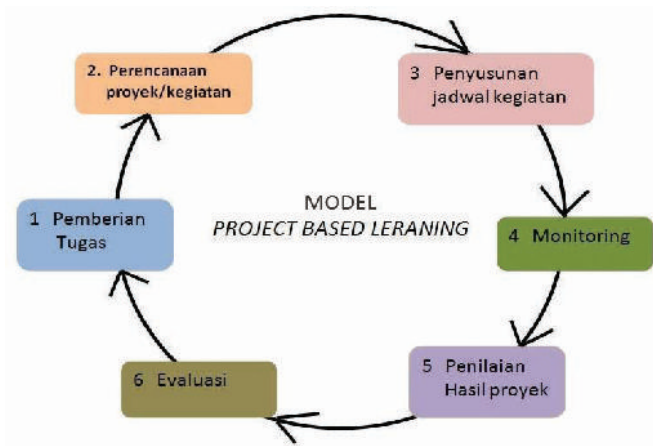 MODEL
PROJECT BASED LERANING
1 Pemberian
Tugas
2. Perencanaan
proyek/kegiatan
3 Penyusunan
jadwal kegiatan
4 Monitoring
5 Penilaian
Hasil proyek
6 Evaluasi